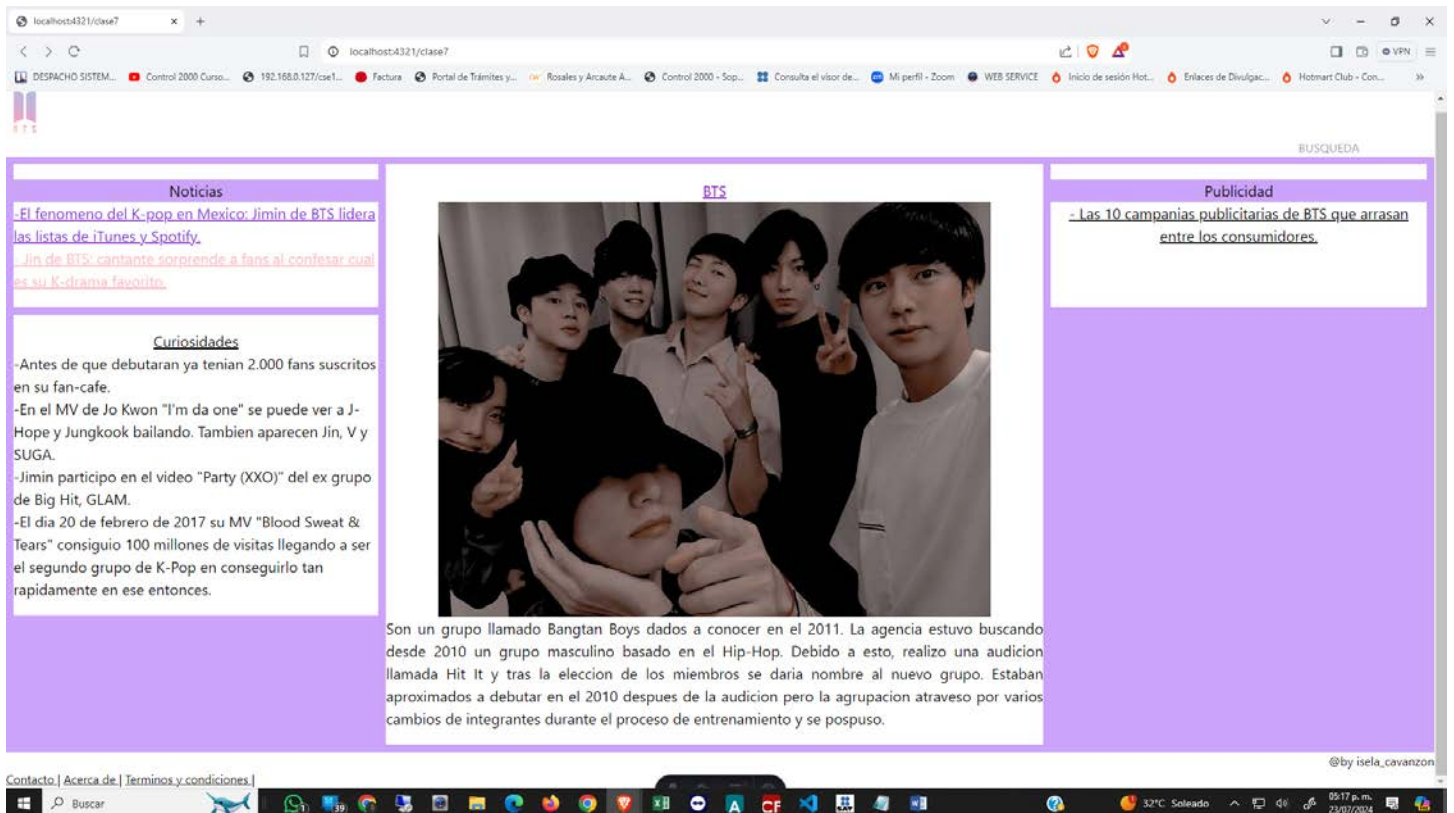 localhost:4321/clase7
localhost:4321/clase7
VPN
DESPACHO SISTEM...
Control 2000 Curso...
192.168.0.127/cse1...
Factura
Portal de Trámites y...
Rosales y Arcaute A...
Control 2000 - Sop...
Consulta el visor de...
Mi perfil - Zoom
WEB SERVICE
Inicio de sesión Hot...
Enlaces de Divulgac...
Hotmart Club - Con...
BTS
BUSQUEDA
Noticias
-El fenomeno del K-pop en Mexico: Jimin de BTS lidera
las listas de iTunes y Spotify.
- Jin de BTS: cantante sorprende a fans al confesar cual
es su K-drama favorito.
Curiosidades
-Antes de que debutaran ya tenian 2.000 fans suscritos
en su fan-cafe.
-En el MV de Jo Kwon "I'm da one" se puede ver a J-
Hope y Jungkook bailando. Tambien aparecen Jin, V y
SUGA.
-Jimin participo en el video "Party (XXO)" del ex grupo
de Big Hit, GLAM.
-El dia 20 de febrero de 2017 su MV "Blood Sweat &
Tears" consiguio 100 millones de visitas llegando a ser
el segundo grupo de K-Pop en conseguirlo tan
rapidamente en ese entonces.
BTS
Son un grupo llamado Bangtan Boys dados a conocer en el 2011. La agencia estuvo buscando
desde 2010 un grupo masculino basado en el Hip-Hop. Debido a esto, realizo una audicion
llamada Hit It y tras la eleccion de los miembros se daria nombre al nuevo grupo. Estaban
aproximados a debutar en el 2010 despues de la audicion pero la agrupacion atraveso por varios
cambios de integrantes durante el proceso de entrenamiento y se pospuso.
Publicidad
- Las 10 campanias publicitarias de BTS que arrasan
entre los consumidores.
@by isela_cavanzon
Contacto | Acerca de | Terminos y condiciones |
Buscar
39
A
CF
SAT
32°C Soleado
05:17 p. m.
23/07/2024